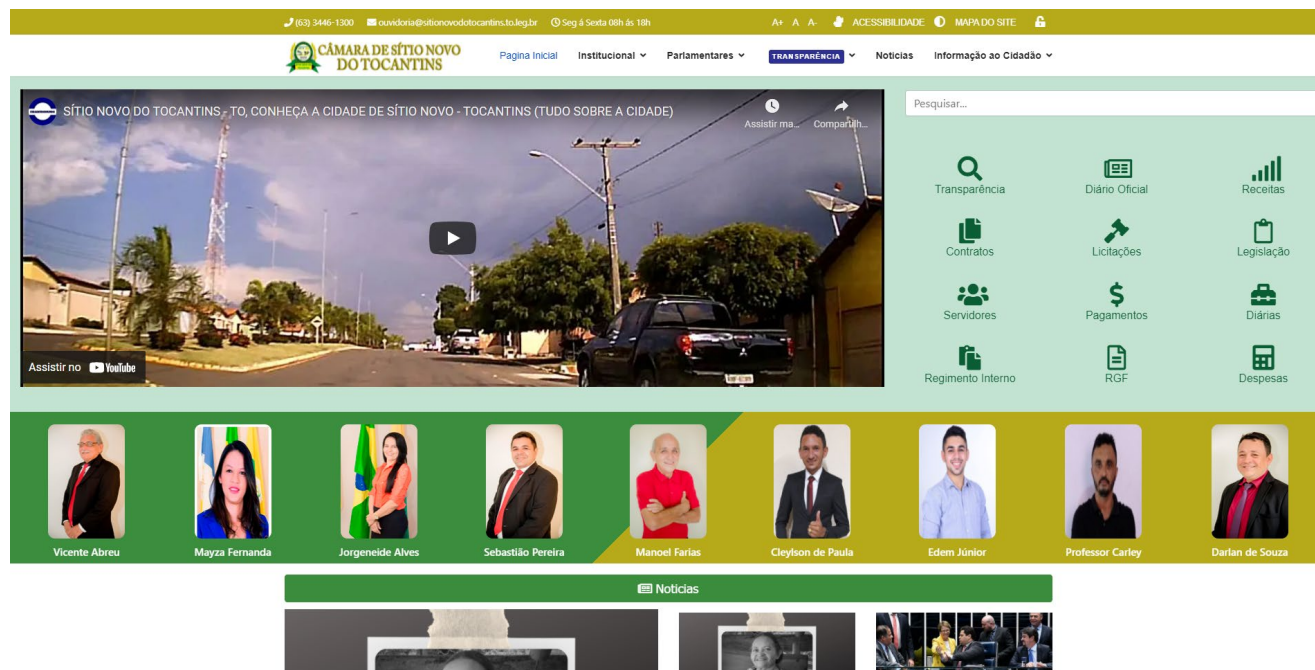 (63) 3446-1300 ouvidoria@sitionovodotocantins.to.leg.br Seg á Sexta 08h ás 18h A+ A A- ACESSIBILIDADE MAPA DO SITE
CÂMARA DE SÍTIO NOVO
DO TOCANTINS
Pagina Inicial Institucional Parlamentares TRANSPARÊNCIA Noticias Informação ao Cidadão
SÍTIO NOVO DO TOCANTINS - TO, CONHEÇA A CIDADE DE SÍTIO NOVO - TOCANTINS (TUDO SOBRE A CIDADE)
Assistir ma... Compartilh...
Assistir no YouTube
Pesquisar...
Transparência Diário Oficial Receitas
Contratos Licitações Legislação
Servidores Pagamentos Diárias
Regimento Interno RGF Despesas
Vicente Abreu Mayza Fernanda Jorgeneide Alves Sebastião Pereira Manoel Farias Cleylson de Paula Edem Júnior Professor Carley Darlan de Souza
Noticias